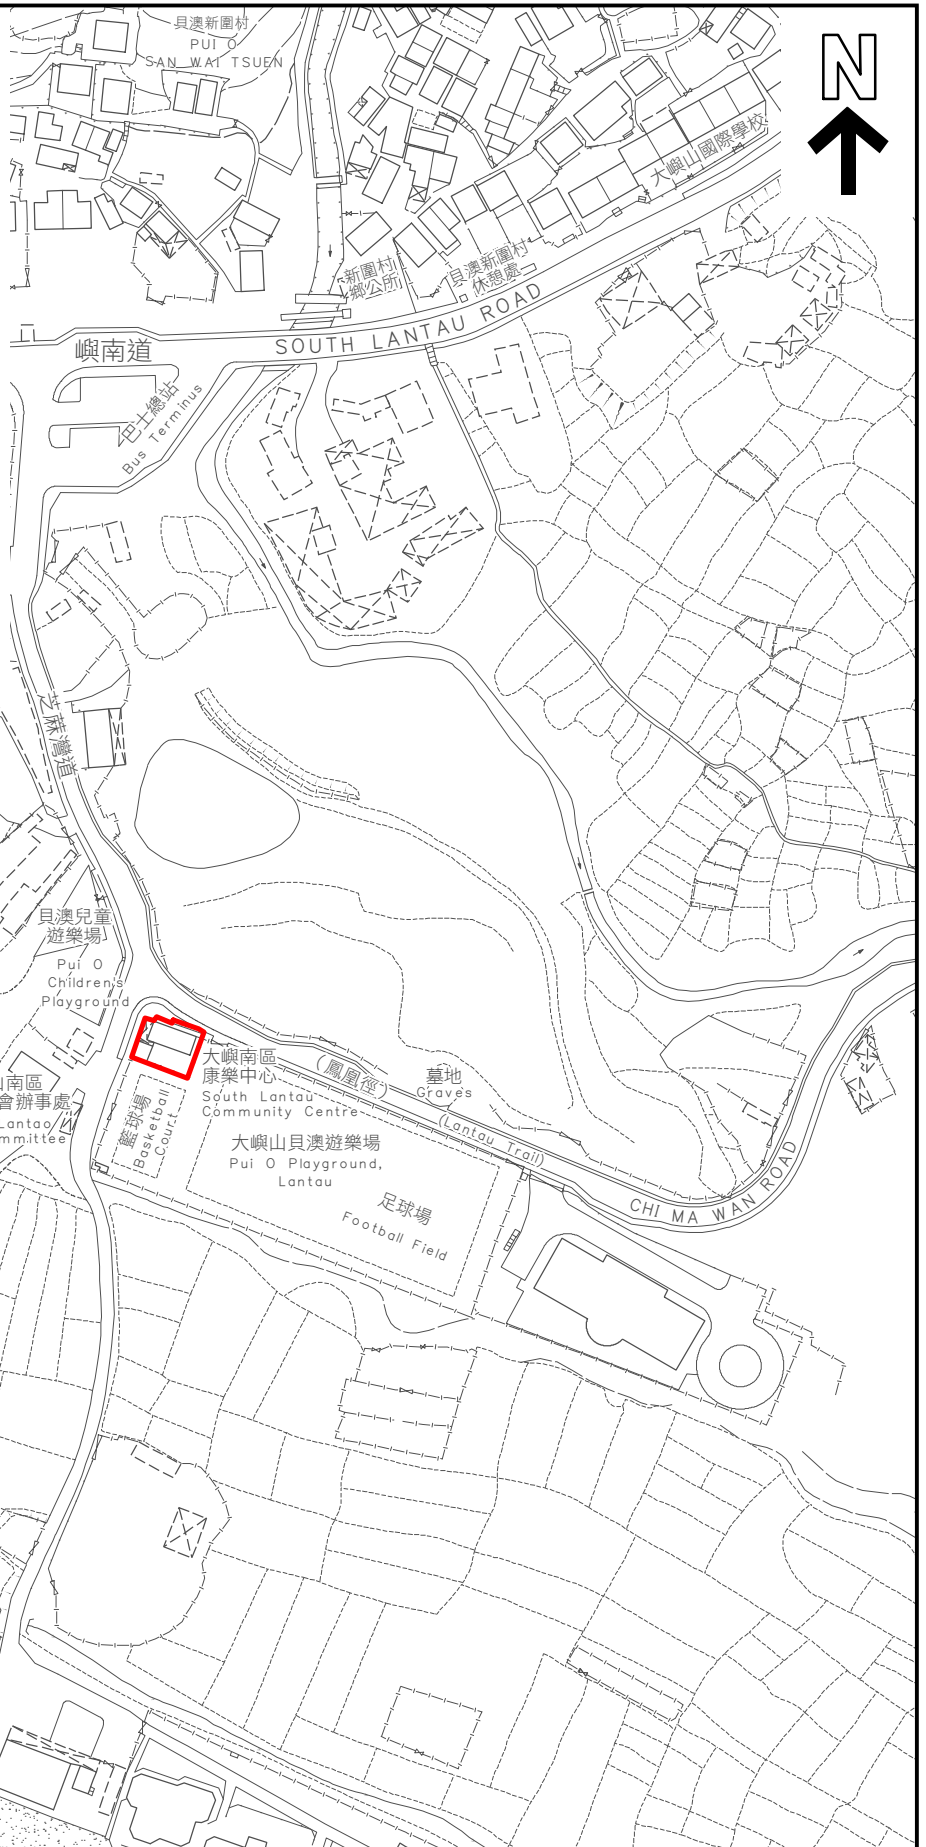 貝澳新圍村
PUI O
SAN WAI TSUEN
N
大嶼山國際學校
新圍村
鄉公所
貝澳新圍村
休憩處
嶼南道
SOUTH LANTAU ROAD
巴士總站
Bus Terminus
芝蔴灣道
貝澳兒童
遊樂場
Pui O
Children's
Playground
大嶼南區
康樂中心
South Lantau
Community Centre
(鳳凰徑)
(Lantau Trail)
墓地
Graves
山南區
會辦事處
Lantao
mmittee
籃球場
Basketball
Court
大嶼山貝澳遊樂場
Pui O Playground,
Lantau
足球場
Football Field
CHI MA WAN ROAD